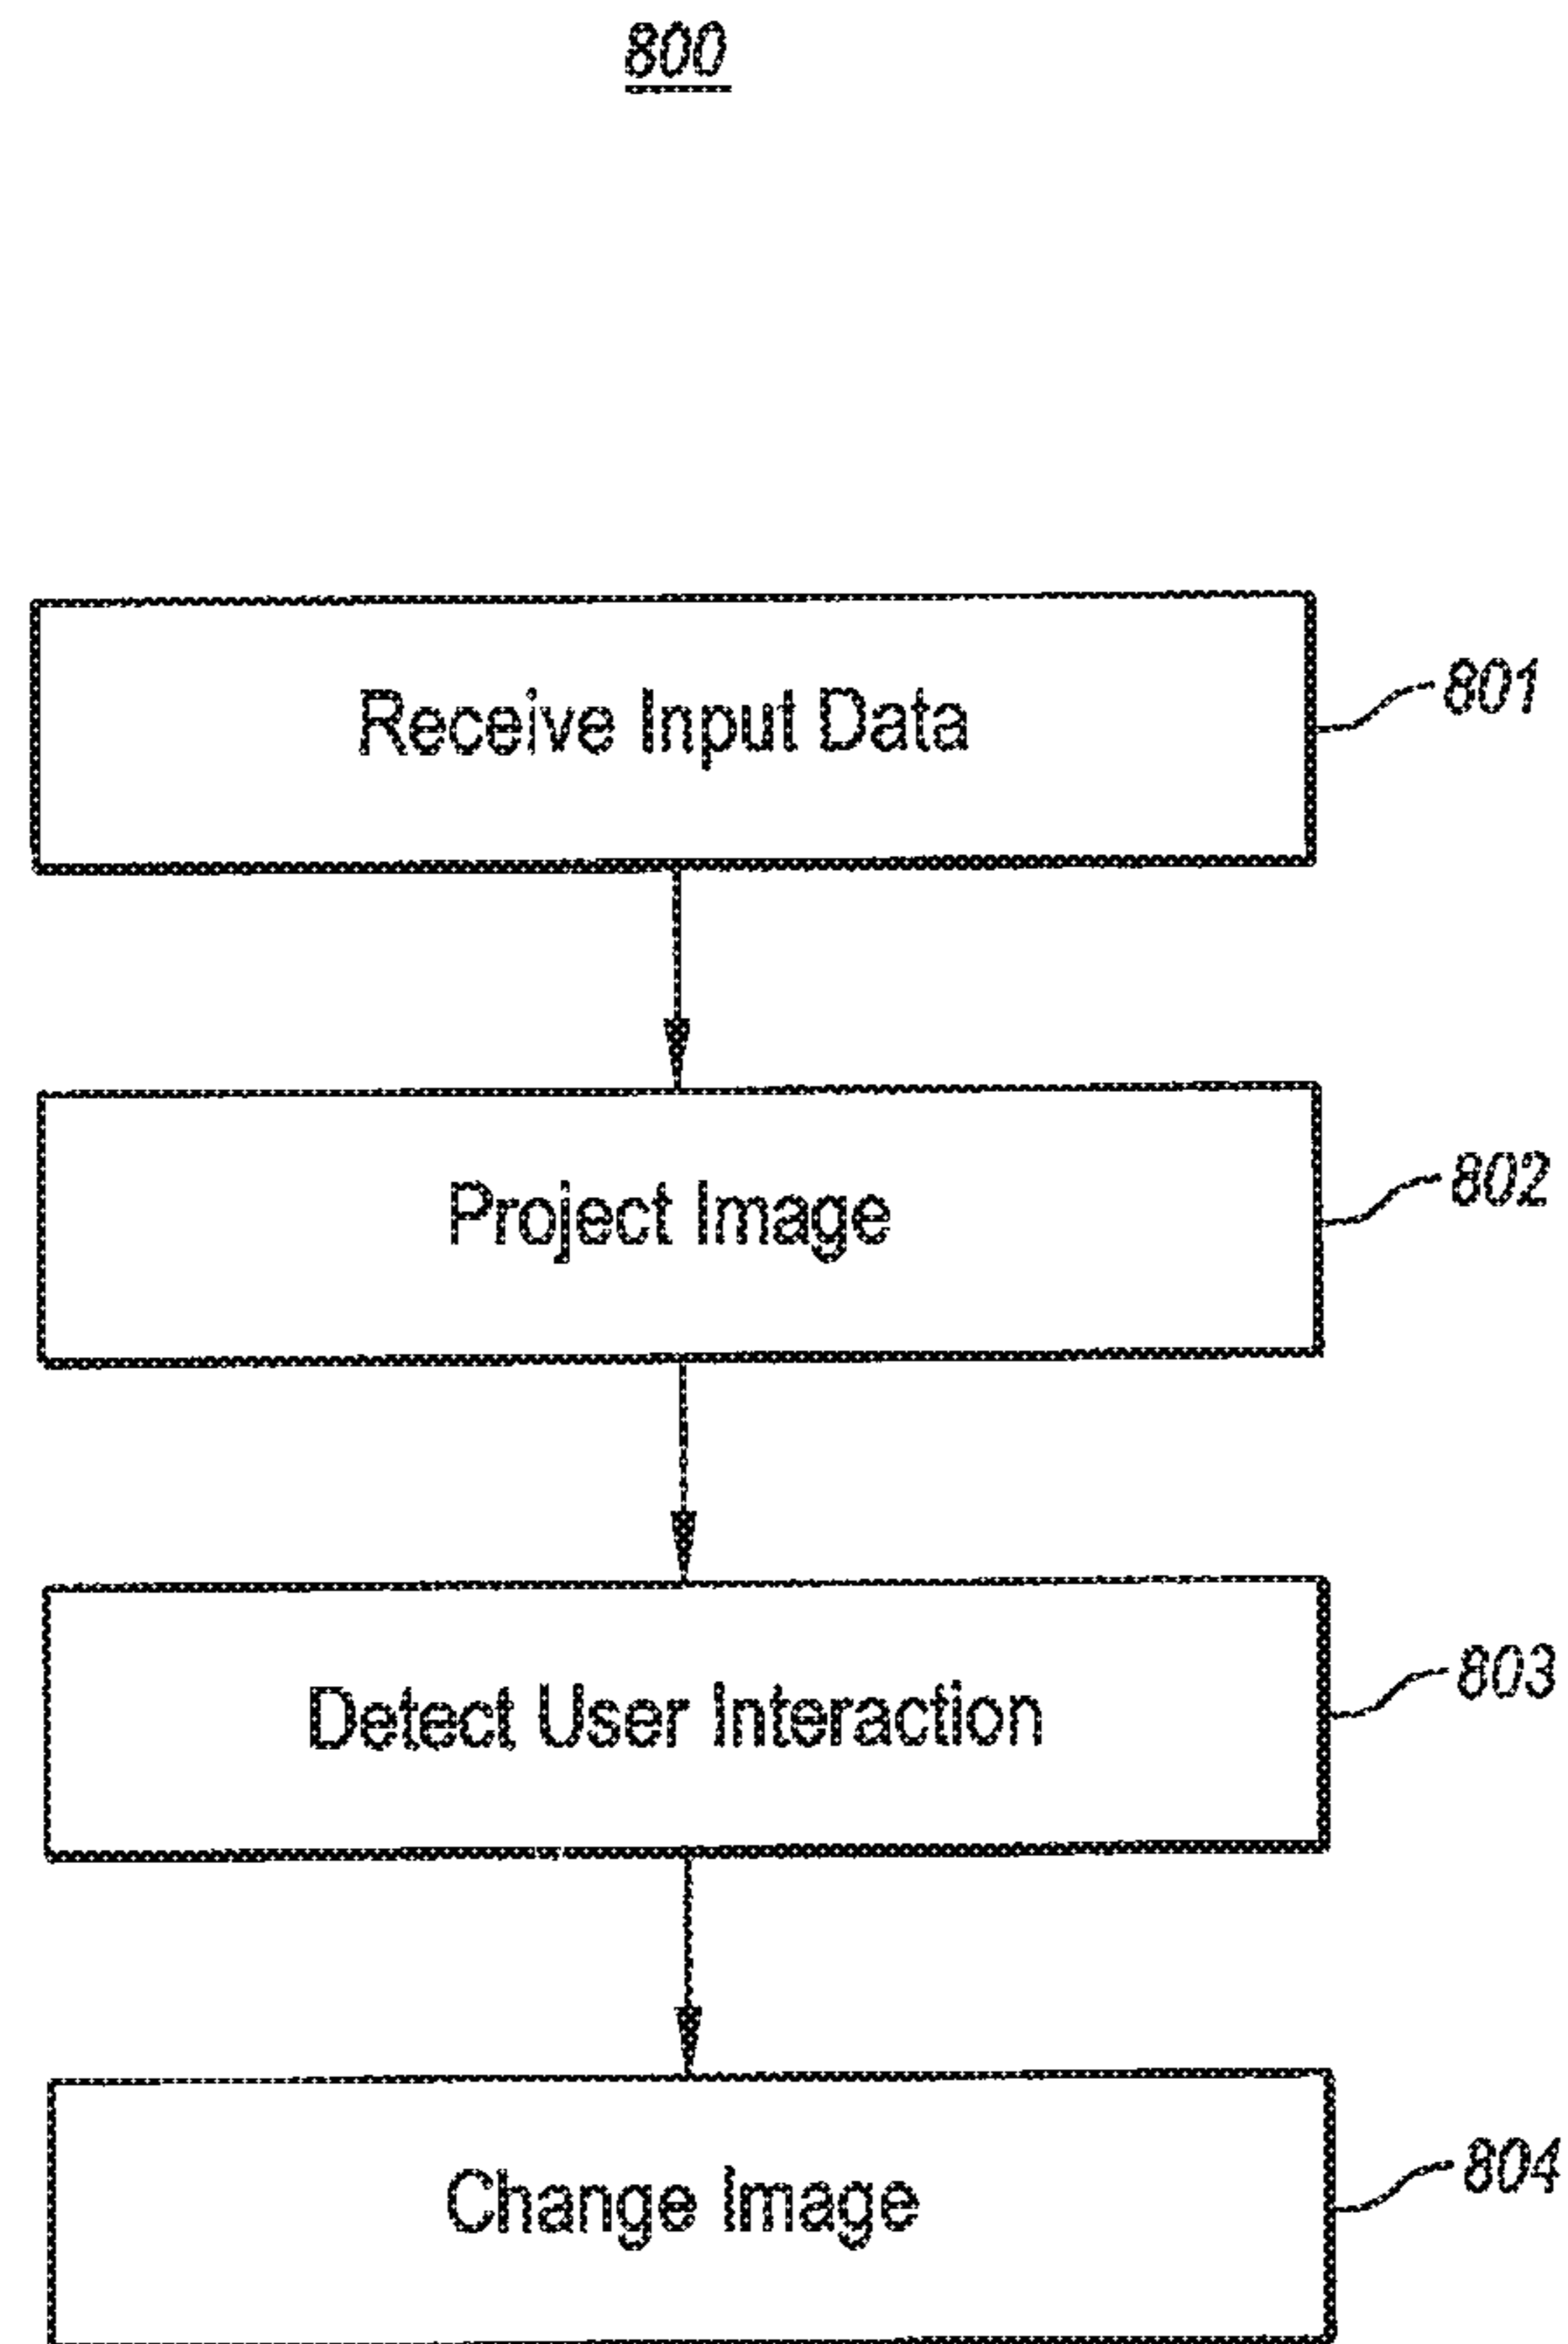 800
Receive Input Data
801
Project Image
802
Detect User Interaction
803
Change Image
804